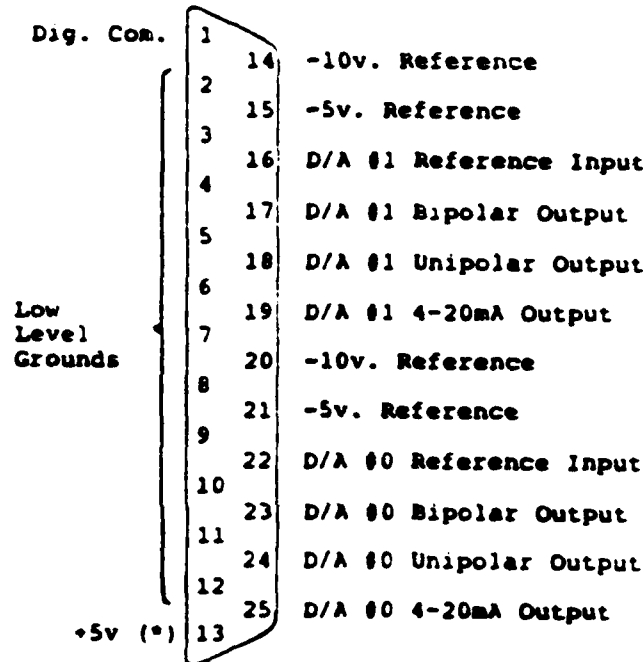 Dig. Com. 1
14 -10v. Reference
2
15 -5v. Reference
3
16 D/A #1 Reference Input
4
17 D/A #1 Bipolar Output
5
18 D/A #1 Unipolar Output
6
19 D/A #1 4-20mA Output
Low
Level
Grounds
7
20 -10v. Reference
8
21 -5v. Reference
9
22 D/A #0 Reference Input
10
23 D/A #0 Bipolar Output
11
24 D/A #0 Unipolar Output
12
25 D/A #0 4-20mA Output
+5v (*) 13